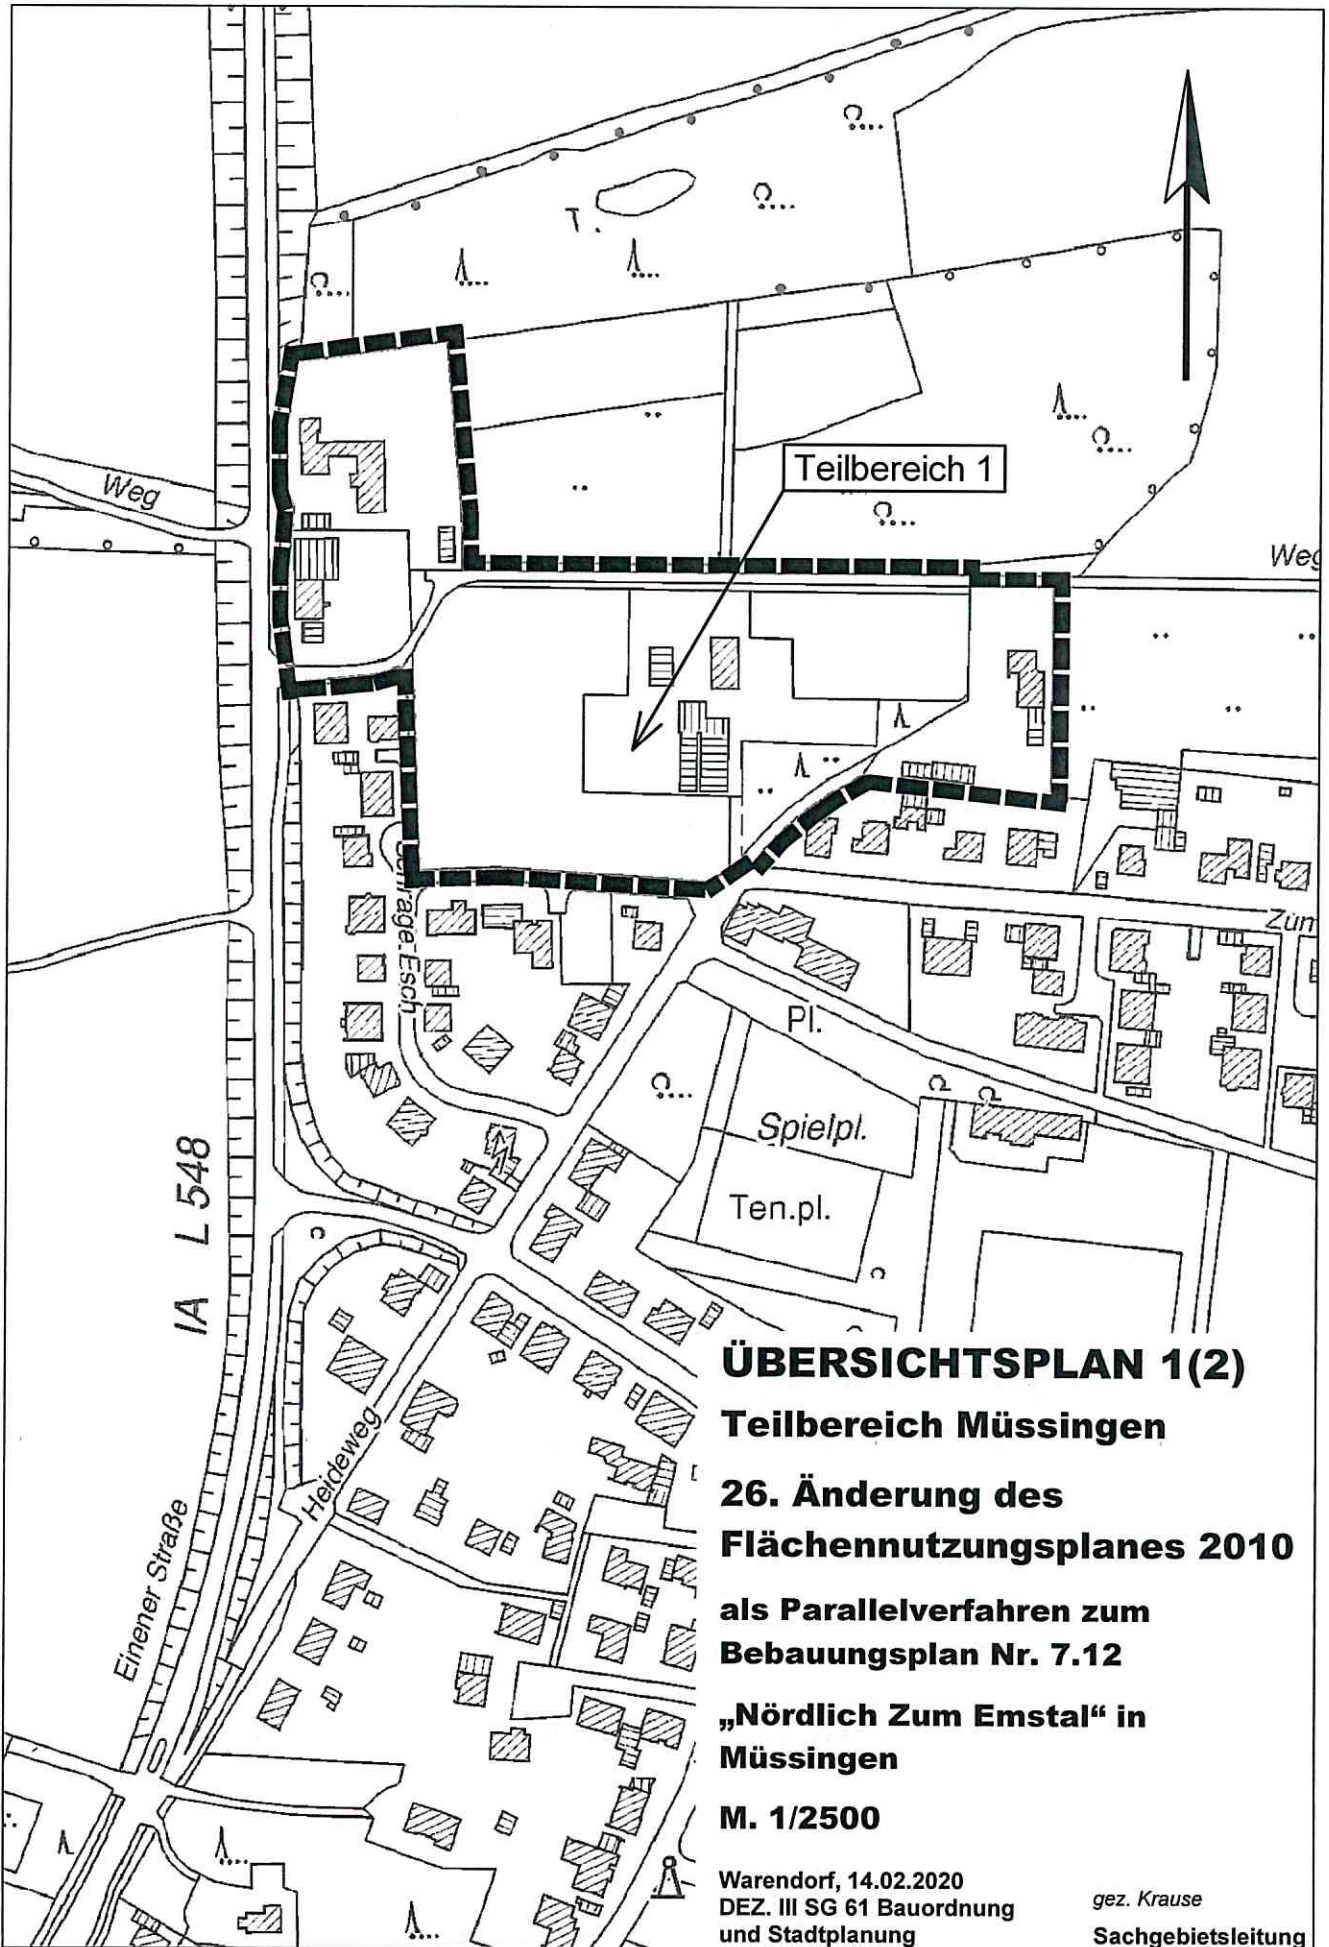 Weg
Teilbereich 1
Weg
T.
Schräge Esch
Zum
Pl.
Spielpl.
Ten.pl.
IA L 548
Heideweg
Einener Straße
ÜBERSICHTSPLAN 1(2)
Teilbereich Müssingen
26. Änderung des
Flächennutzungsplanes 2010
als Parallelverfahren zum
Bebauungsplan Nr. 7.12
„Nördlich Zum Emstal“ in
Müssingen
M. 1/2500
Warendorf, 14.02.2020
DEZ. III SG 61 Bauordnung
und Stadtplanung
gez. Krause
Sachgebietsleitung